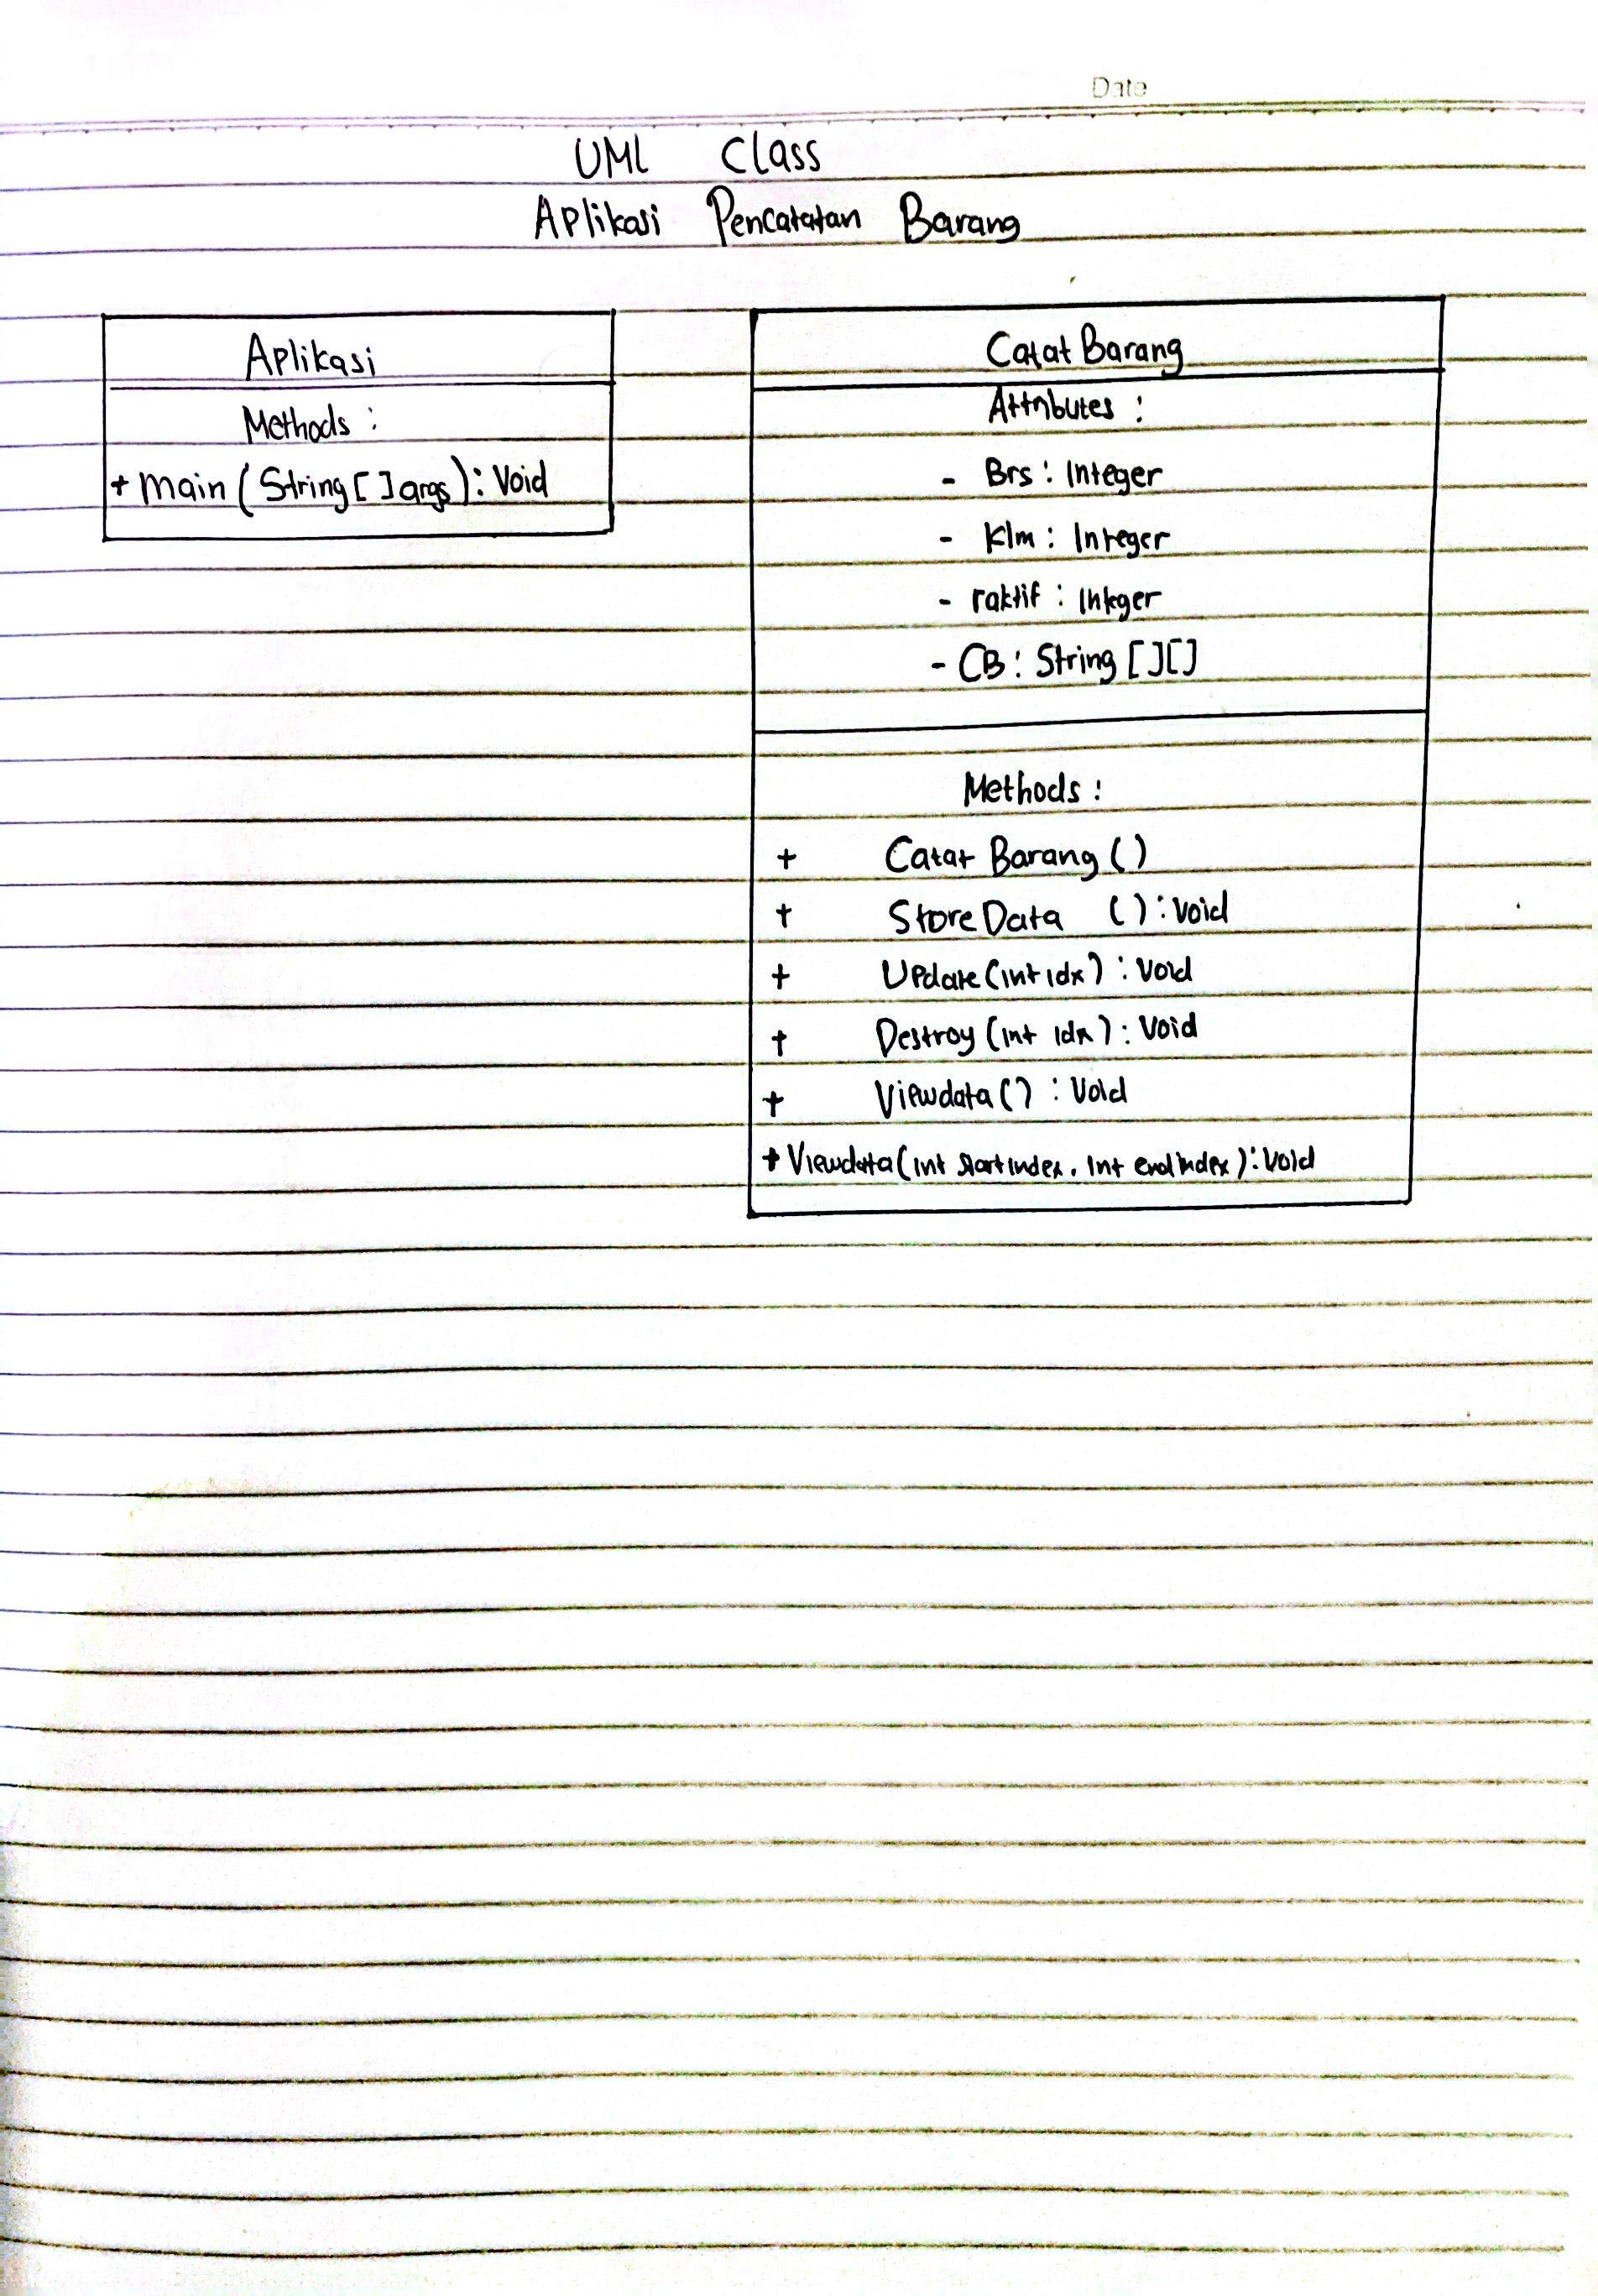 Date
UML Class
Aplikasi Pencatatan Barang
Aplikasi
Methods :
+ main (String [ ] args) : Void
Catat Barang
Attributes :
- Brs : Integer
- Klm : Integer
- raktif : Integer
- CB : String [ ] [ ]
Methods :
+ Catat Barang ( )
+ Store Data ( ) : Void
+ Update (int idx) : Void
+ Destroy (int idx) : Void
+ Viewdata ( ) : Void
+ Viewdata (int startindex, int endindex) : Void